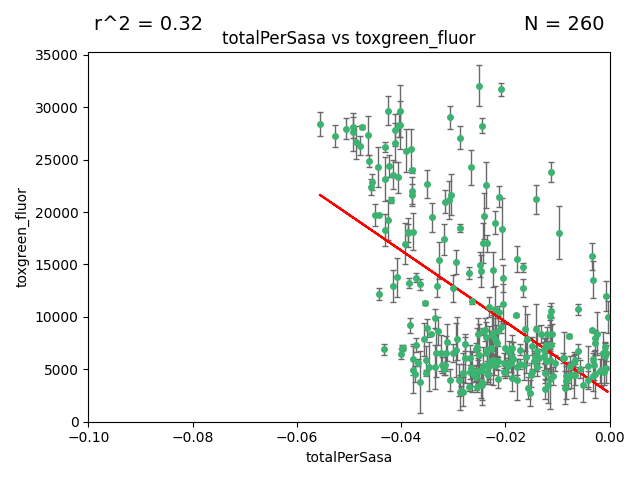 r^2 = 0.32
N = 260
totalPerSasa vs toxgreen_fluor
35000
30000
25000
20000
15000
10000
5000
0
toxgreen_fluor
−0.10
−0.08
−0.06
−0.04
−0.02
0.00
totalPerSasa